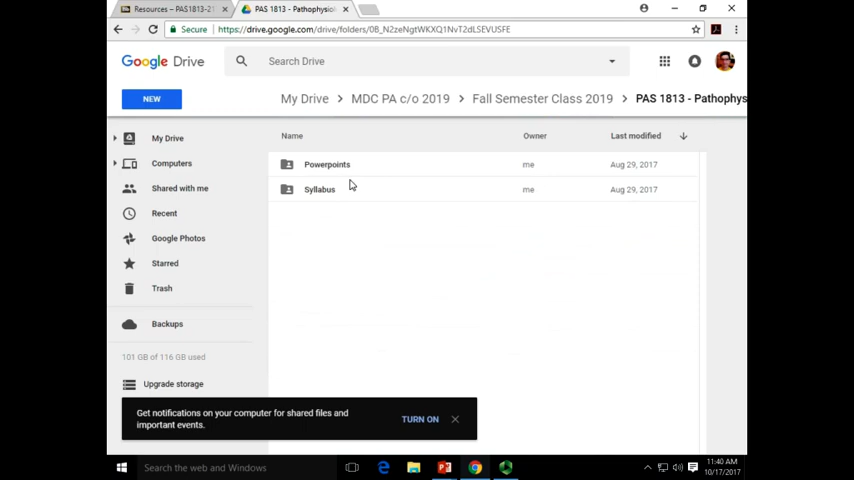 Resources – PAS1813-2
PAS 1813 - Pathophysiol
Secure
https://drive.google.com/drive/folders/0B_N2zeNgtWKXQ1NvT2dLSEVUSFE
Google Drive
Search Drive
NEW
My Drive > MDC PA c/o 2019 > Fall Semester Class 2019 > PAS 1813 - Pathophys
Name
Owner
Last modified
My Drive
Computers
Shared with me
Recent
Google Photos
Starred
Trash
Backups
101 GB of 116 GB used
Upgrade storage
Powerpoints
me
Aug 29, 2017
Syllabus
me
Aug 29, 2017
Get notifications on your computer for shared files and
important events.
TURN ON
Search the web and Windows
11:40 AM
10/17/2017